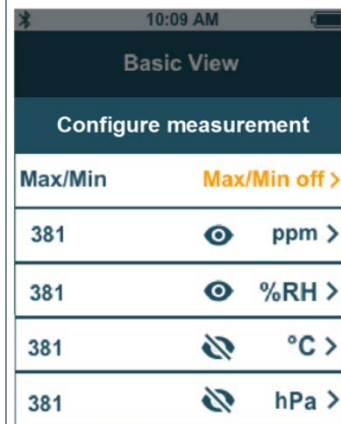 10:09 AM
Basic View
Configure measurement
Max/Min Max/Min off >
381 ppm >
381 %RH >
381 °C >
381 hPa >